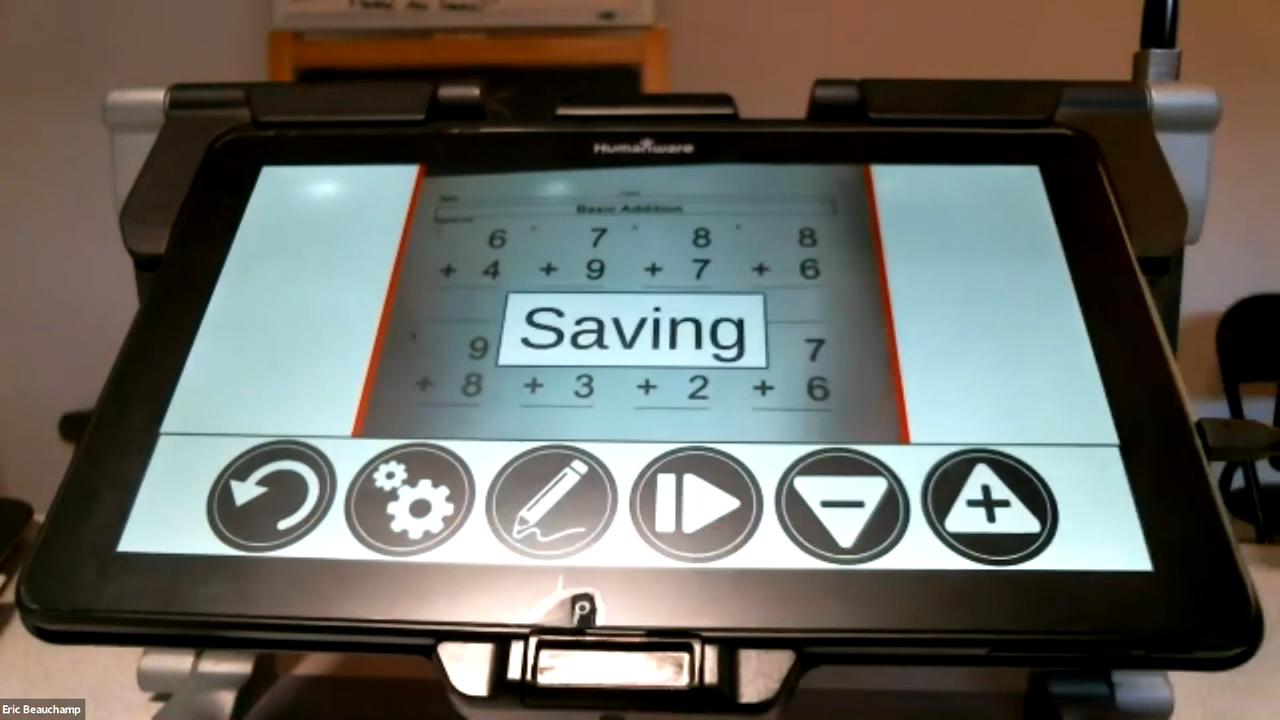 HumanWare
Basic Addition
6 7 8 8
+ 4 + 9 + 7 + 6
Saving
9 7
+ 8 + 3 + 2 + 6
Eric Beauchamp